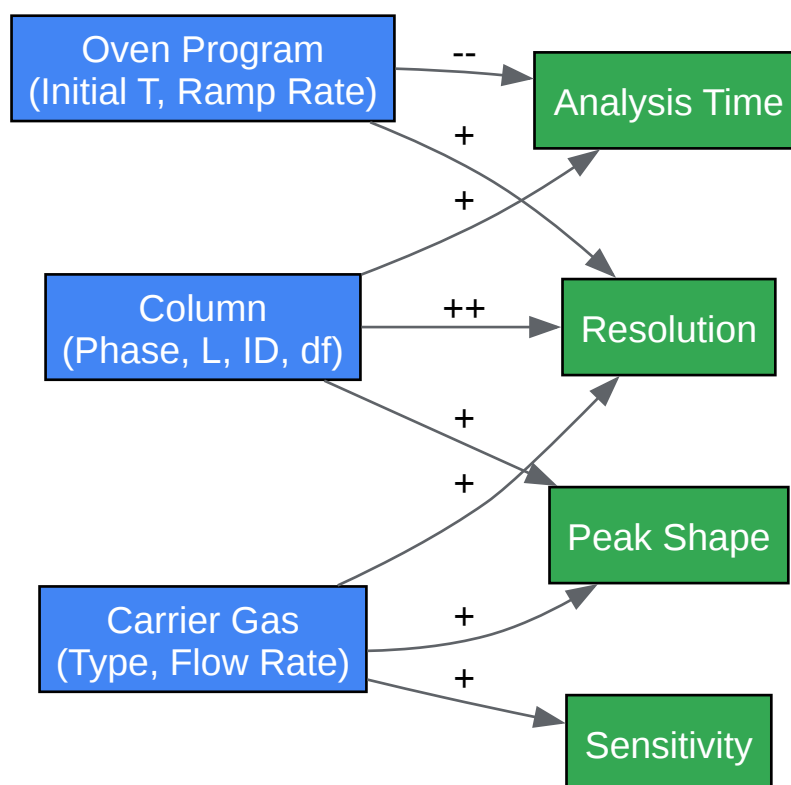 Oven Program
(Initial T, Ramp Rate)
--
Analysis Time
+
+
Column
(Phase, L, ID, df)
++
Resolution
+
+
Peak Shape
Carrier Gas
(Type, Flow Rate)
+
+
Sensitivity